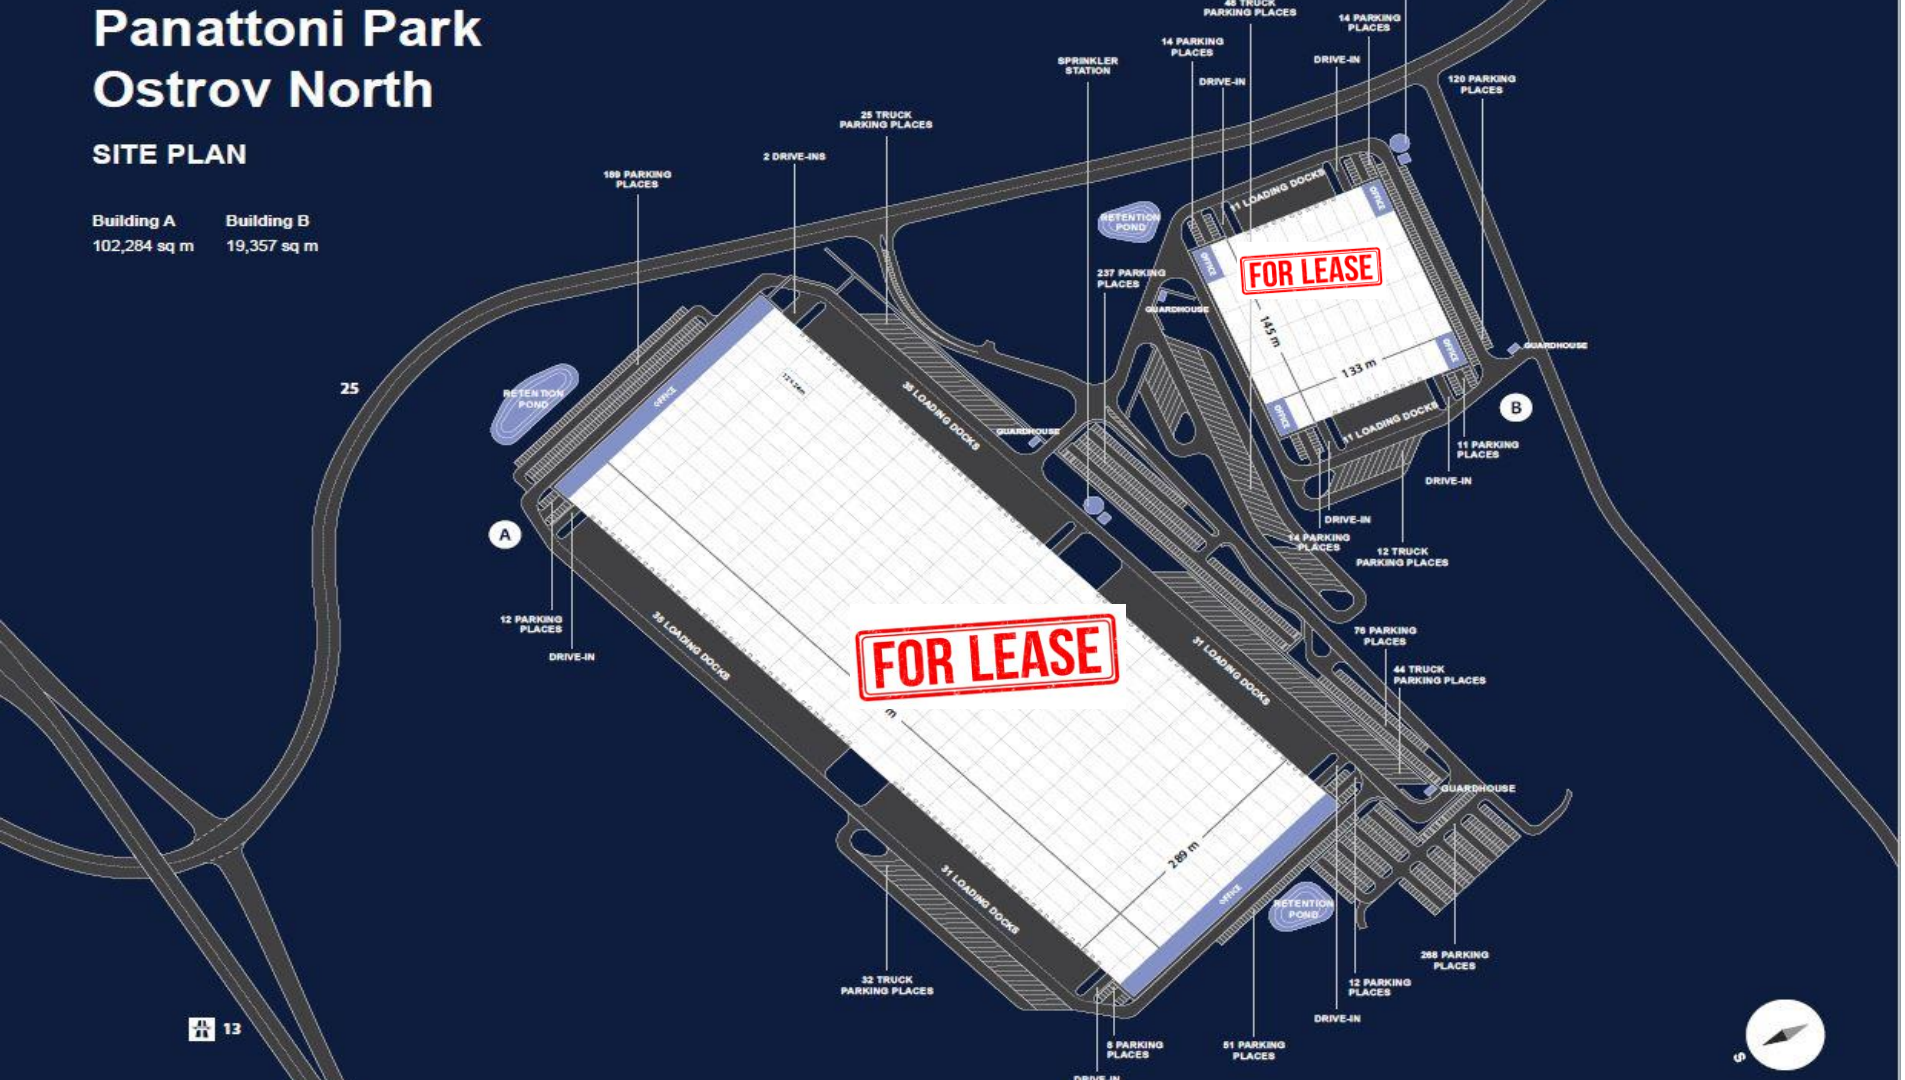 Panattoni Park
Ostrov North
SITE PLAN
Building A
Building B
102,284 sq m
19,357 sq m
48 TRUCK
PARKING PLACES
14 PARKING
PLACES
14 PARKING
PLACES
SPRINKLER
STATION
DRIVE-IN
DRIVE-IN
120 PARKING
PLACES
25 TRUCK
PARKING PLACES
2 DRIVE-INS
189 PARKING
PLACES
11 LOADING DOCKS
OFFICE
RETENTION
POND
OFFICE
FOR LEASE
237 PARKING
PLACES
GUARDHOUSE
145 m
133 m
OFFICE
GUARDHOUSE
OFFICE
11 LOADING DOCKS
B
25
RETENTION
POND
OFFICE
12 x 24m
35 LOADING DOCKS
GUARDHOUSE
11 PARKING
PLACES
DRIVE-IN
DRIVE-IN
14 PARKING
PLACES
12 TRUCK
PARKING PLACES
A
12 PARKING
PLACES
DRIVE-IN
35 LOADING DOCKS
FOR LEASE
m
31 LOADING DOCKS
76 PARKING
PLACES
44 TRUCK
PARKING PLACES
GUARDHOUSE
289 m
OFFICE
RETENTION
POND
31 LOADING DOCKS
32 TRUCK
PARKING PLACES
268 PARKING
PLACES
12 PARKING
PLACES
DRIVE-IN
51 PARKING
PLACES
8 PARKING
PLACES
DRIVE-IN
13
S